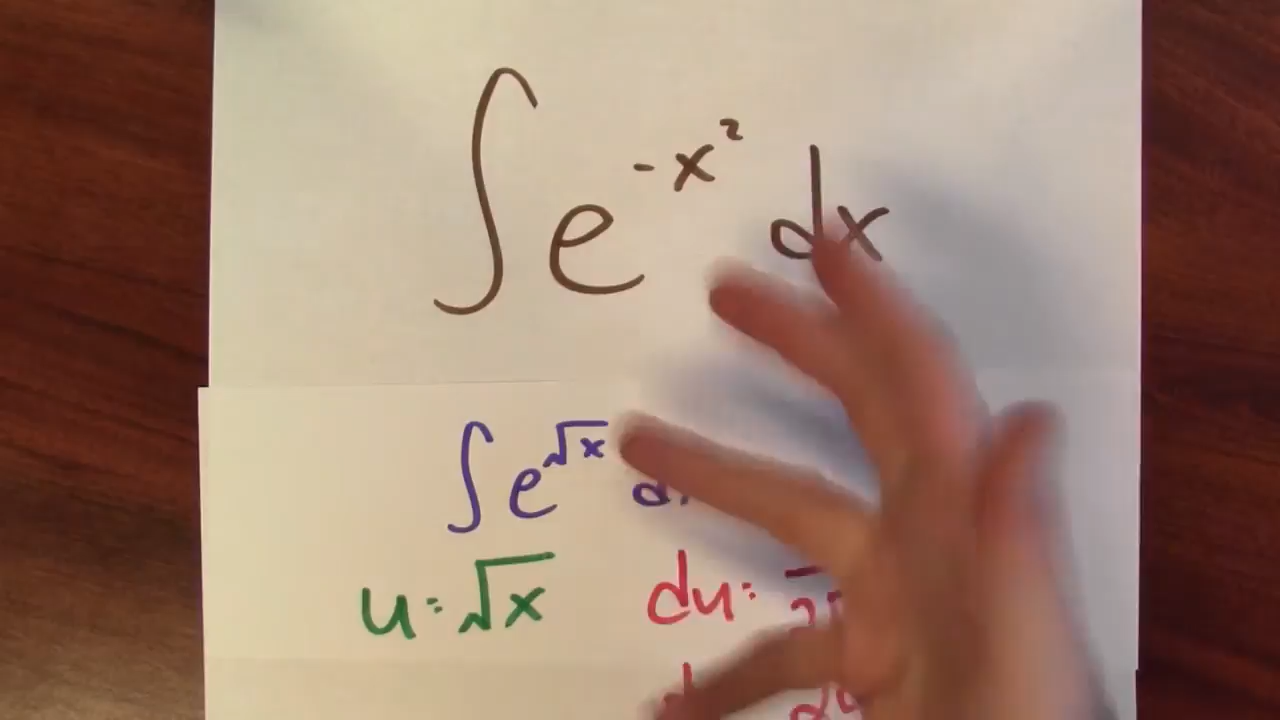 ∫ e^{-x²} dx
∫ e^{√x}
u = √x du =